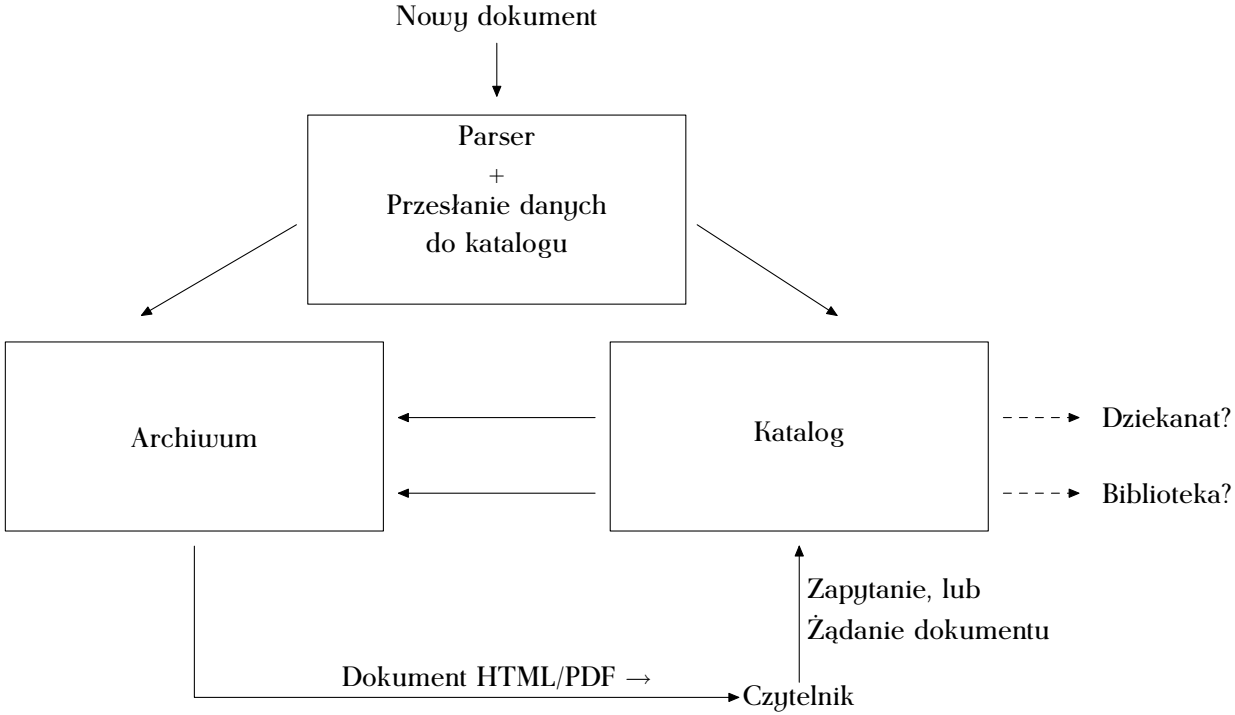 Nowy dokument
Parser
+
Przesłanie danych
do katalogu
Archiwum
Katalog
Dziekanat?
Biblioteka?
Zapytanie, lub
Żądanie dokumentu
Dokument HTML/PDF →
Czytelnik